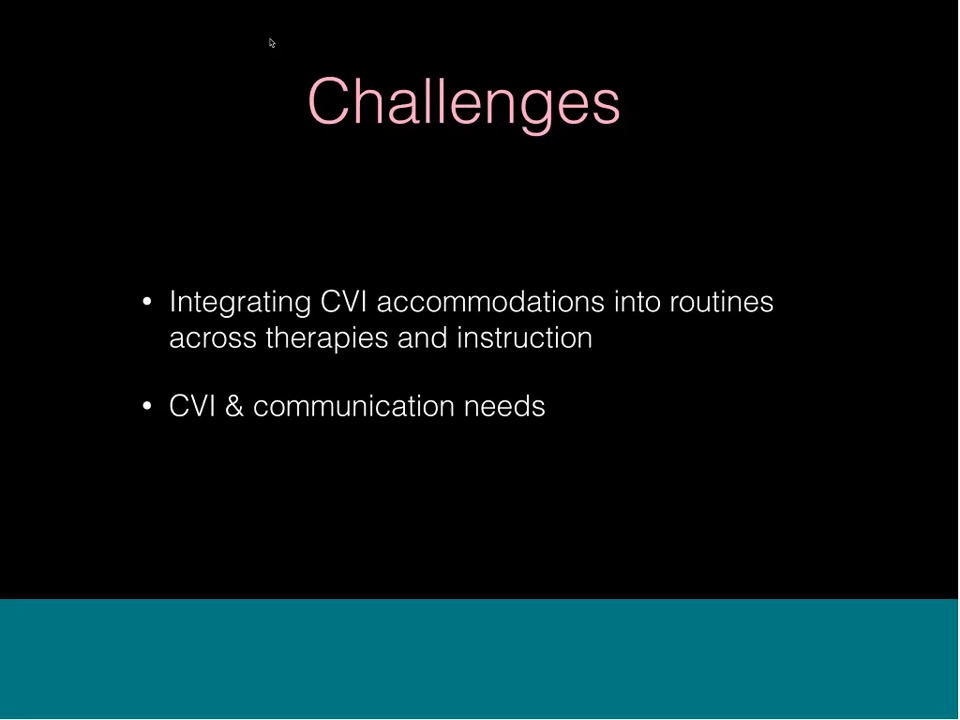 Challenges
• Integrating CVI accommodations into routines
across therapies and instruction
• CVI & communication needs